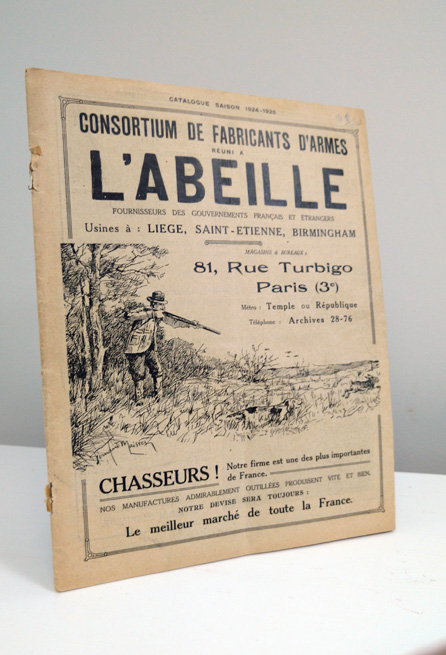 CATALOGUE SAISON 1924-1925
CONSORTIUM DE FABRICANTS D'ARMES
RÉUNI A
L'ABEILLE
FOURNISSEURS DES GOUVERNEMENTS FRANÇAIS ET ÉTRANGERS
Usines à : LIEGE, SAINT-ETIENNE, BIRMINGHAM
MAGASINS & BUREAUX :
81, Rue Turbigo
Paris (3e)
Métro : Temple ou République
Téléphone : Archives 28-76
CHASSEURS !
Notre firme est une des plus importantes
de France.
NOS MANUFACTURES ADMIRABLEMENT OUTILLÉES PRODUISENT VITE ET BIEN.
NOTRE DEVISE SERA TOUJOURS :
Le meilleur marché de toute la France.